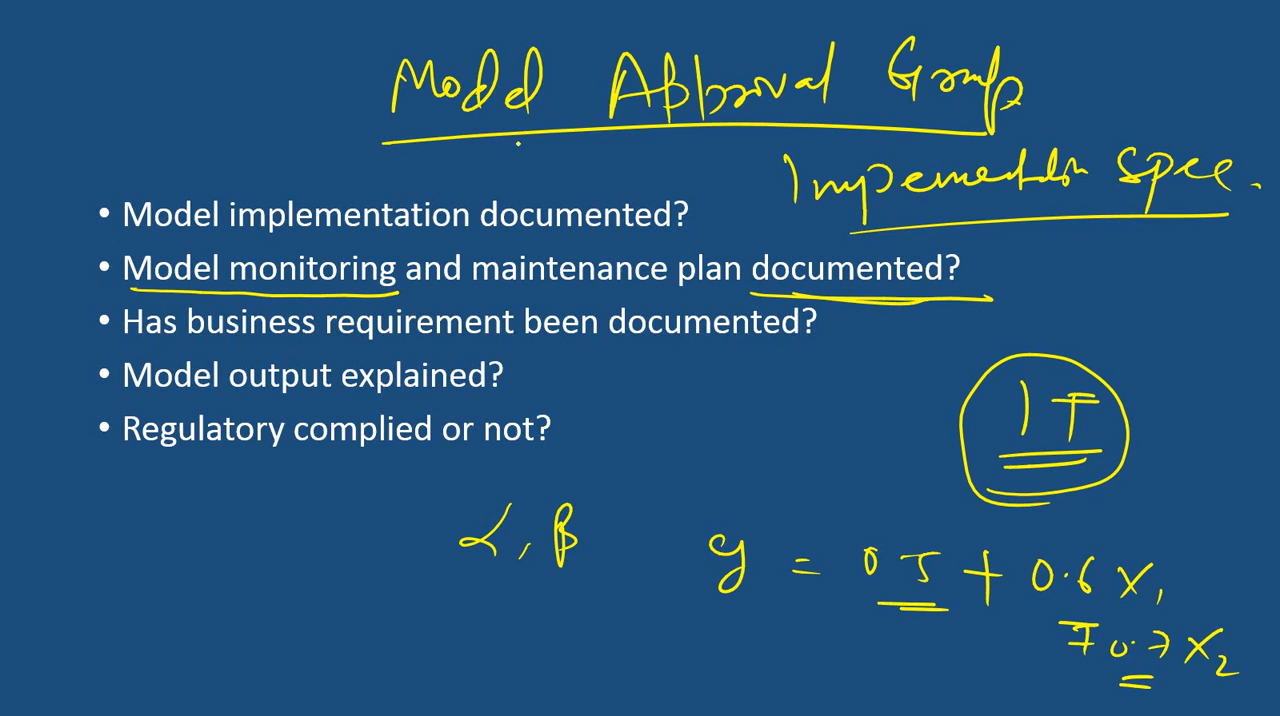 Model Approval Group
Impementation Spec.
• Model implementation documented?
• Model monitoring and maintenance plan documented?
• Has business requirement been documented?
• Model output explained?
• Regulatory complied or not?
IT
α, β
y = 0.5 + 0.6 X₁
+ 0.7 X₂